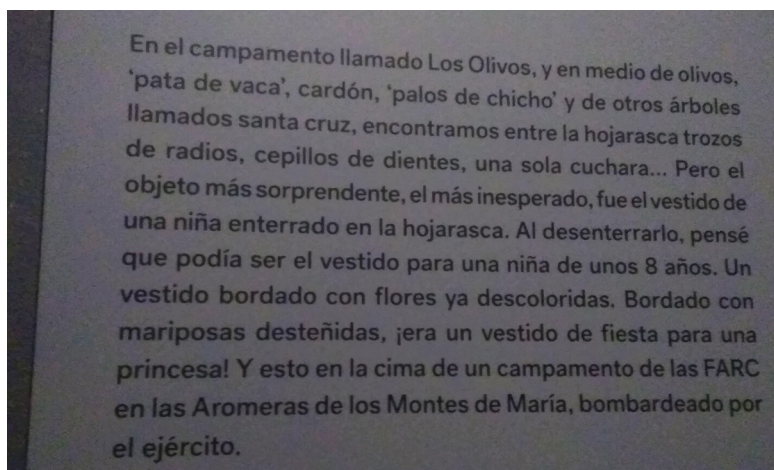 En el campamento llamado Los Olivos, y en medio de olivos,
‘pata de vaca’, cardón, ‘palos de chicho’ y de otros árboles
llamados santa cruz, encontramos entre la hojarasca trozos
de radios, cepillos de dientes, una sola cuchara... Pero el
objeto más sorprendente, el más inesperado, fue el vestido de
una niña enterrado en la hojarasca. Al desenterrarlo, pensé
que podía ser el vestido para una niña de unos 8 años. Un
vestido bordado con flores ya descoloridas. Bordado con
mariposas desteñidas, ¡era un vestido de fiesta para una
princesa! Y esto en la cima de un campamento de las FARC
en las Aromeras de los Montes de María, bombardeado por
el ejército.